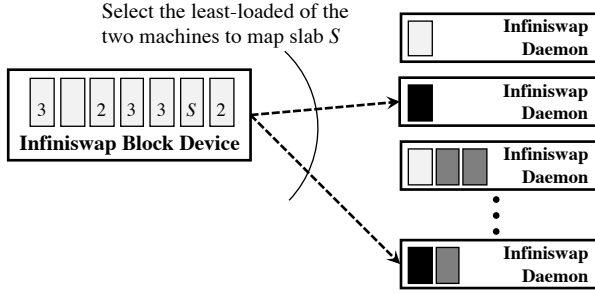 Select the least-loaded of the
two machines to map slab S
3 2 3 3 S 2
Infiniswap Block Device
Infiniswap
Daemon
Infiniswap
Daemon
Infiniswap
Daemon
Infiniswap
Daemon